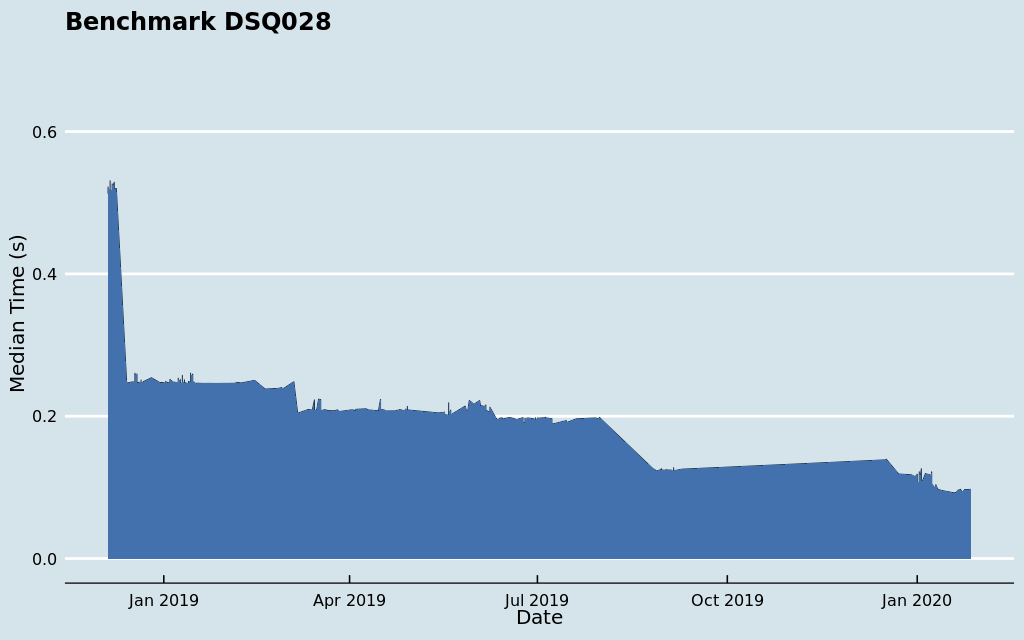 Benchmark DSQ028
Median Time (s)
0.6
0.4
0.2
0.0
Jan 2019
Apr 2019
Jul 2019
Oct 2019
Jan 2020
Date